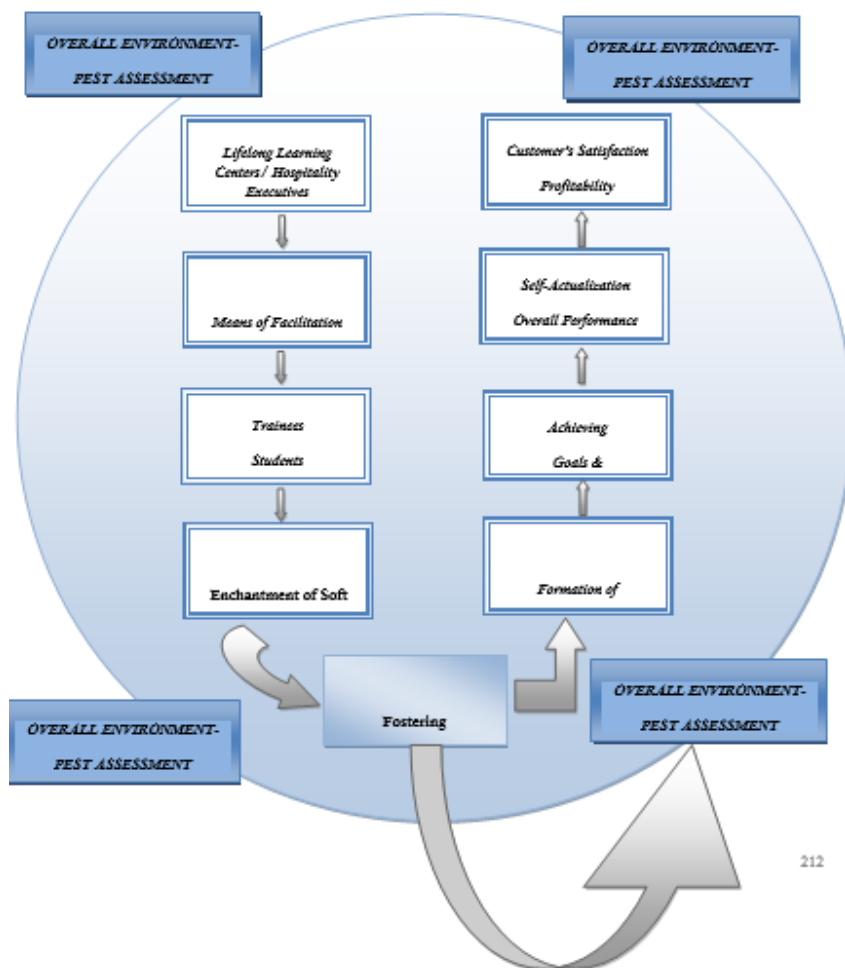 OVERALL ENVIRONMENT-
PEST ASSESSMENT
OVERALL ENVIRONMENT-
PEST ASSESSMENT
Lifelong Learning
Centers/ Hospitality
Executives
Customer's Satisfaction
Profitability
Means of Facilitation
Self-Actualization
Overall Performance
Trainees
Students
Achieving
Goals &
Enchantment of Soft
Formation of
Fostering
OVERALL ENVIRONMENT-
PEST ASSESSMENT
OVERALL ENVIRONMENT-
PEST ASSESSMENT
212